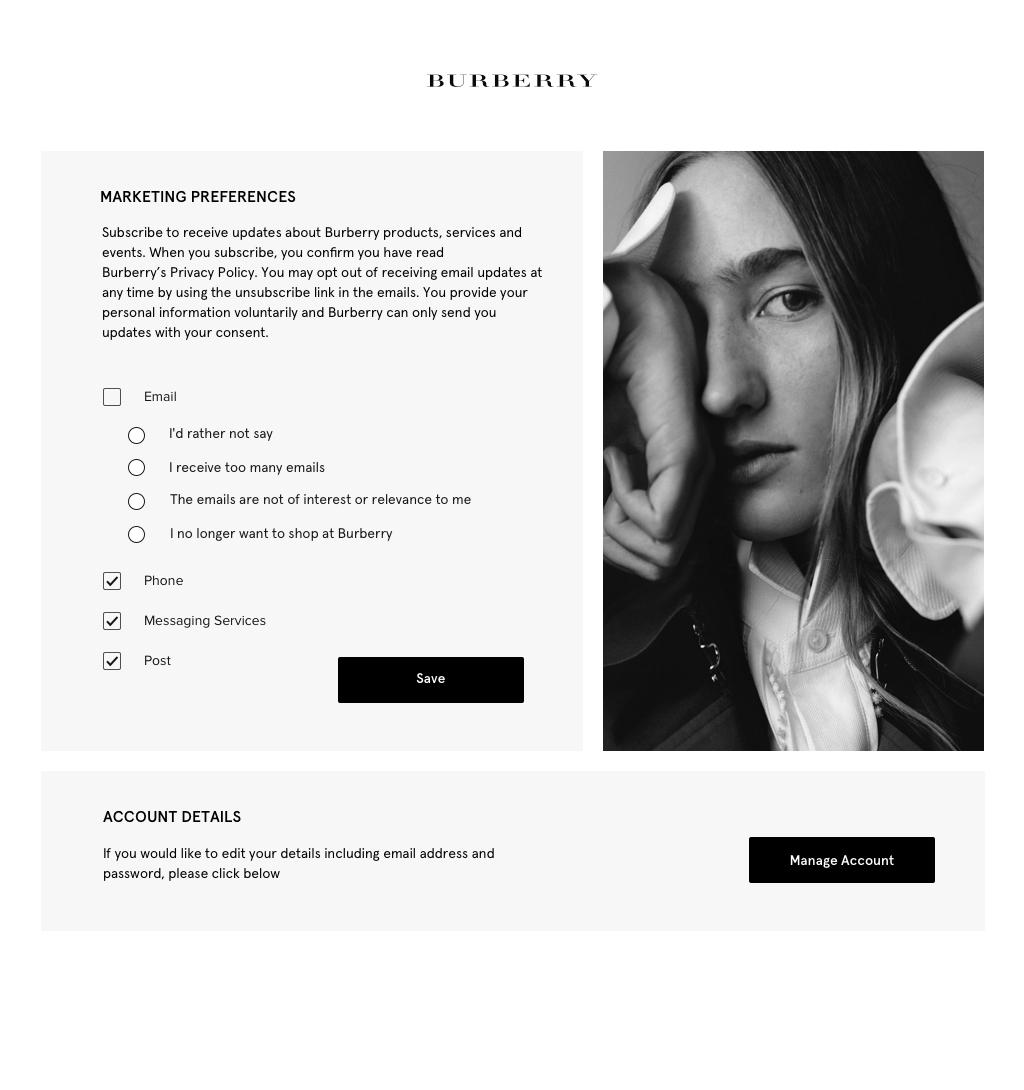 BURBERRY
MARKETING PREFERENCES
Subscribe to receive updates about Burberry products, services and
events. When you subscribe, you confirm you have read
Burberry’s Privacy Policy. You may opt out of receiving email updates at
any time by using the unsubscribe link in the emails. You provide your
personal information voluntarily and Burberry can only send you
updates with your consent.
Email
I'd rather not say
I receive too many emails
The emails are not of interest or relevance to me
I no longer want to shop at Burberry
Phone
Messaging Services
Post
Save
ACCOUNT DETAILS
If you would like to edit your details including email address and
password, please click below
Manage Account